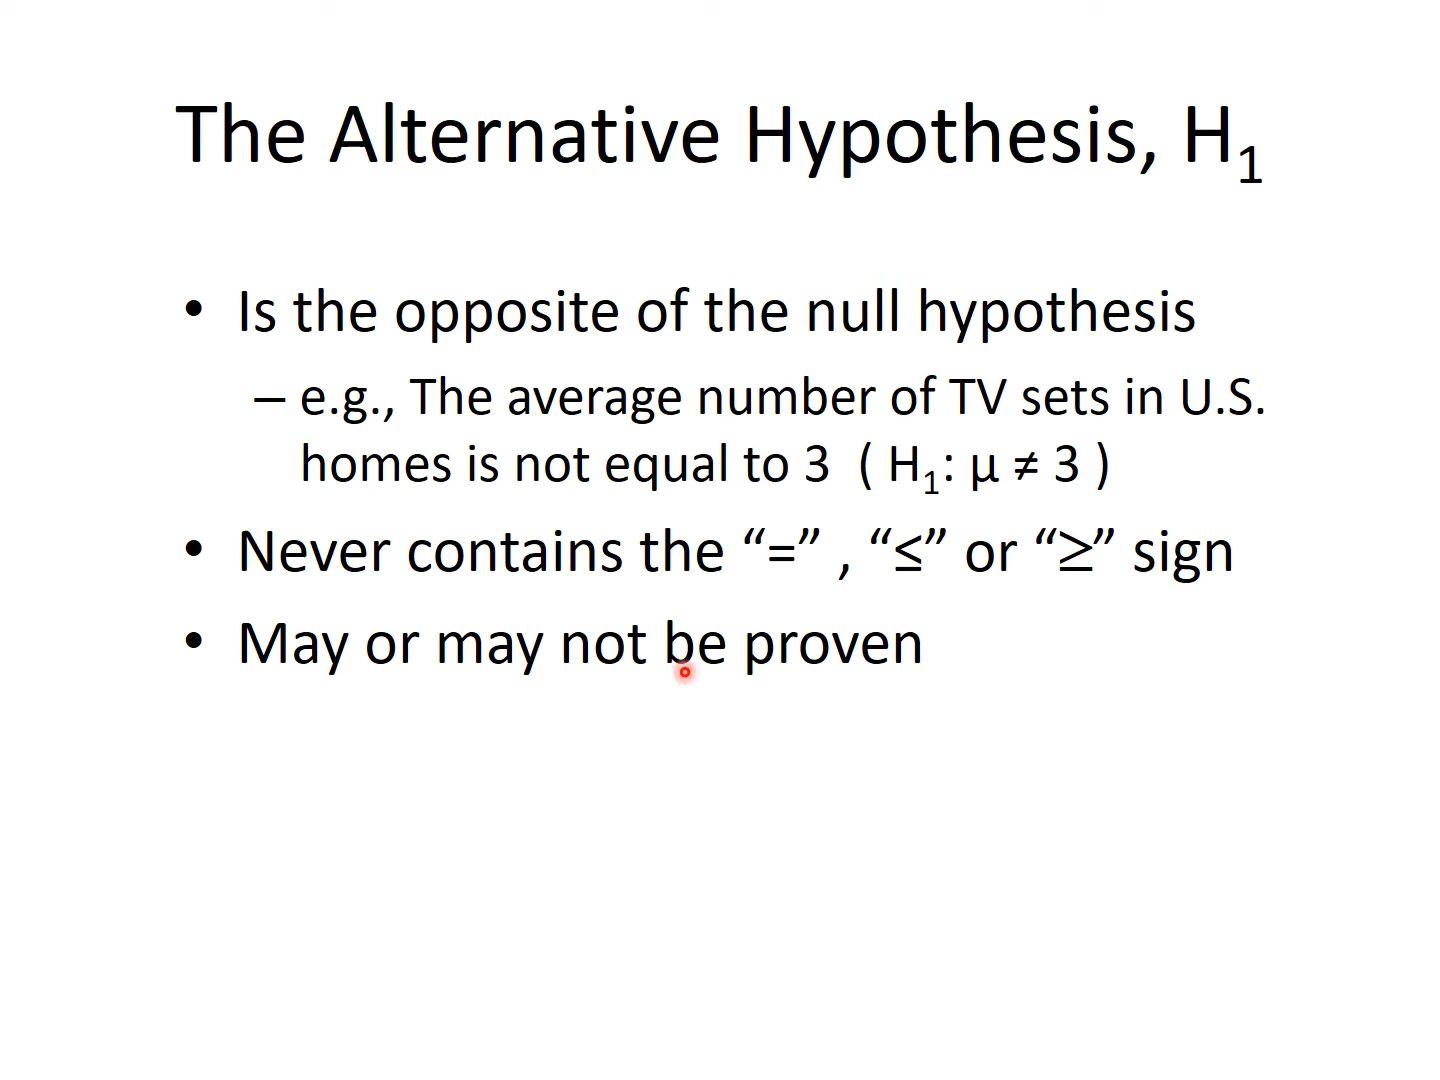 The Alternative Hypothesis, H₁
• Is the opposite of the null hypothesis
– e.g., The average number of TV sets in U.S.
homes is not equal to 3 ( H₁: μ ≠ 3 )
• Never contains the “=” , “≤” or “≥” sign
• May or may not be proven